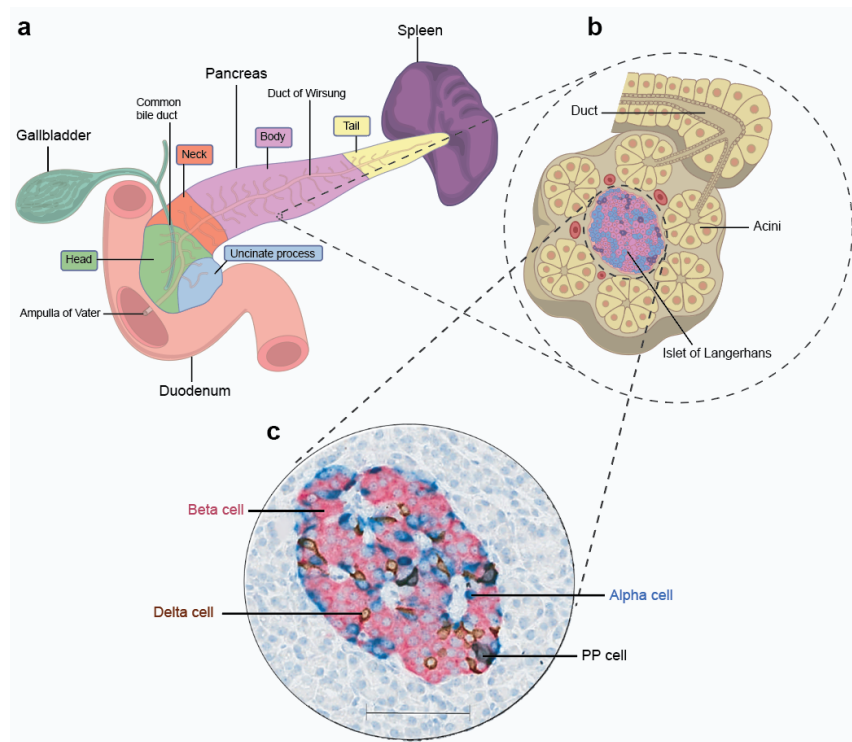 a
Spleen
b
Pancreas
Common
bile duct
Duct of Wirsung
Gallbladder
Neck
Body
Tail
Duct
Head
Uncinate process
Acini
Ampulla of Vater
Islet of Langerhans
Duodenum
c
Beta cell
Delta cell
Alpha cell
PP cell